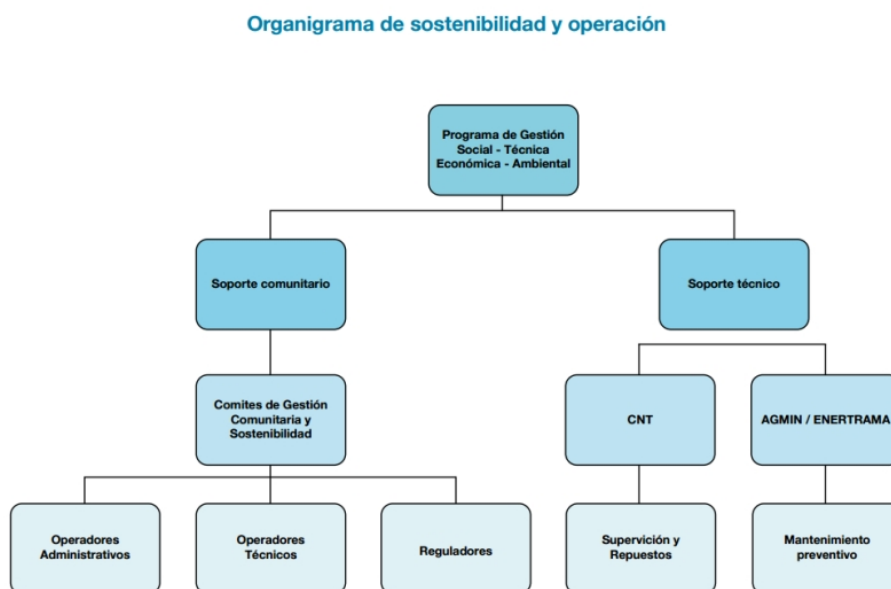 Organigrama de sostenibilidad y operación
Programa de Gestión
Social - Técnica
Económica - Ambiental
Soporte comunitario
Soporte técnico
Comites de Gestión
Comunitaria y
Sostenibilidad
CNT
AGMIN / ENERTRAMA
Operadores
Administrativos
Operadores
Técnicos
Reguladores
Supervición y
Repuestos
Mantenimiento
preventivo